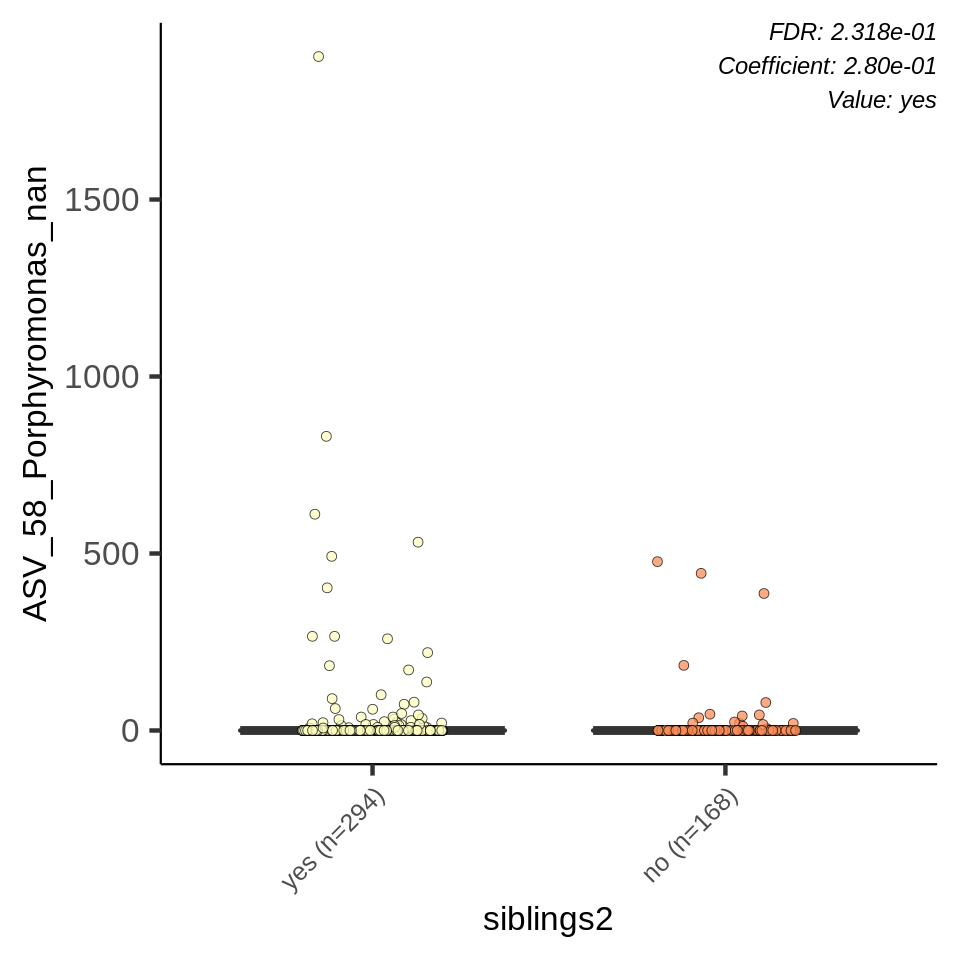 FDR: 2.318e-01
Coefficient: 2.80e-01
Value: yes
ASV_58_Porphyromonas_nan
1500
1000
500
0
yes (n=294)
no (n=168)
siblings2